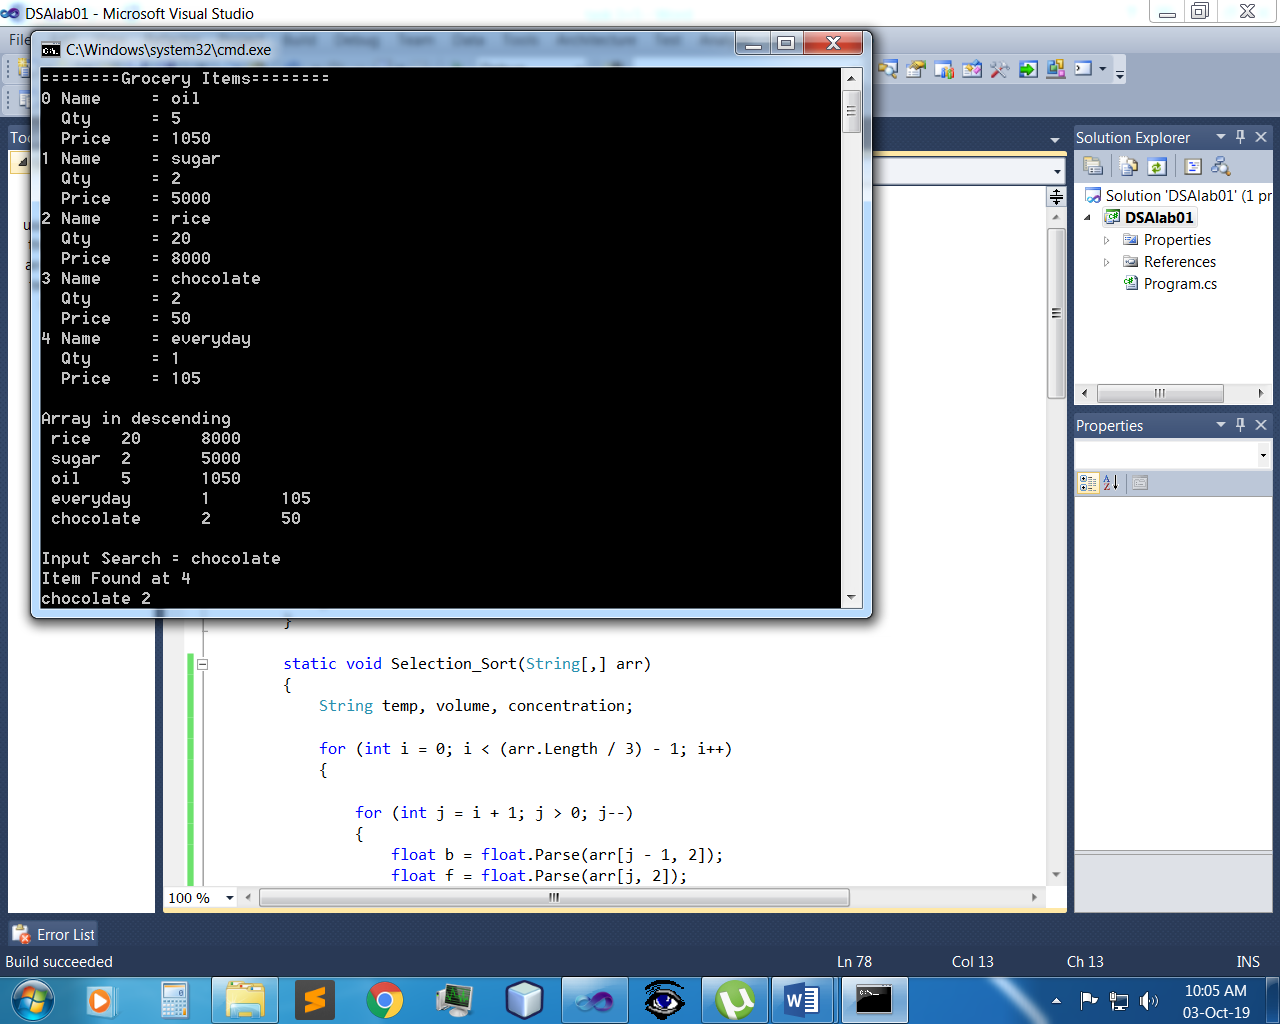 DSAlab01 - Microsoft Visual Studio
File
C:\Windows\system32\cmd.exe
========Grocery Items========
0 Name     = oil
  Qty      = 5
  Price    = 1050
1 Name     = sugar
  Qty      = 2
  Price    = 5000
2 Name     = rice
  Qty      = 20
  Price    = 8000
3 Name     = chocolate
  Qty      = 2
  Price    = 50
4 Name     = everyday
  Qty      = 1
  Price    = 105
Array in descending
 rice   20      8000
 sugar  2       5000
 oil    5       1050
 everyday       1       105
 chocolate      2       50
Input Search = chocolate
Item Found at 4
chocolate 2
Solution Explorer
Solution 'DSAlab01' (1 pr
DSAlab01
Properties
References
Program.cs
Properties
}
static void Selection_Sort(String[,] arr)
{
String temp, volume, concentration;
for (int i = 0; i < (arr.Length / 3) - 1; i++)
{
for (int j = i + 1; j > 0; j--)
{
float b = float.Parse(arr[j - 1, 2]);
float f = float.Parse(arr[j, 2]);
100 %
Error List
Build succeeded
Ln 78
Col 13
Ch 13
INS
10:05 AM
03-Oct-19